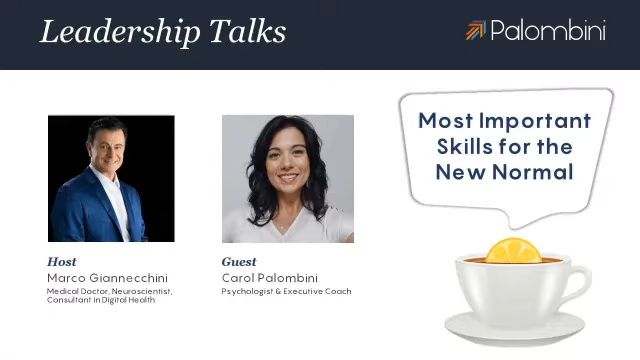 Leadership Talks
Palombini
Most Important
Skills for the
New Normal
Host
Marco Giannecchini
Medical Doctor, Neuroscientist,
Consultant in Digital Health
Guest
Carol Palombini
Psychologist & Executive Coach